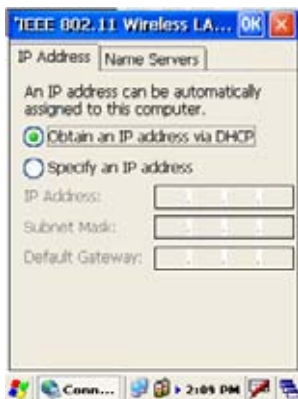 'IEEE 802.11 Wireless LA... OK
IP Address Name Servers
An IP address can be automatically
assigned to this computer.
Obtain an IP address via DHCP
Specify an IP address
IP Address:
Subnet Mask:
Default Gateway:
Conn... 2:09 PM